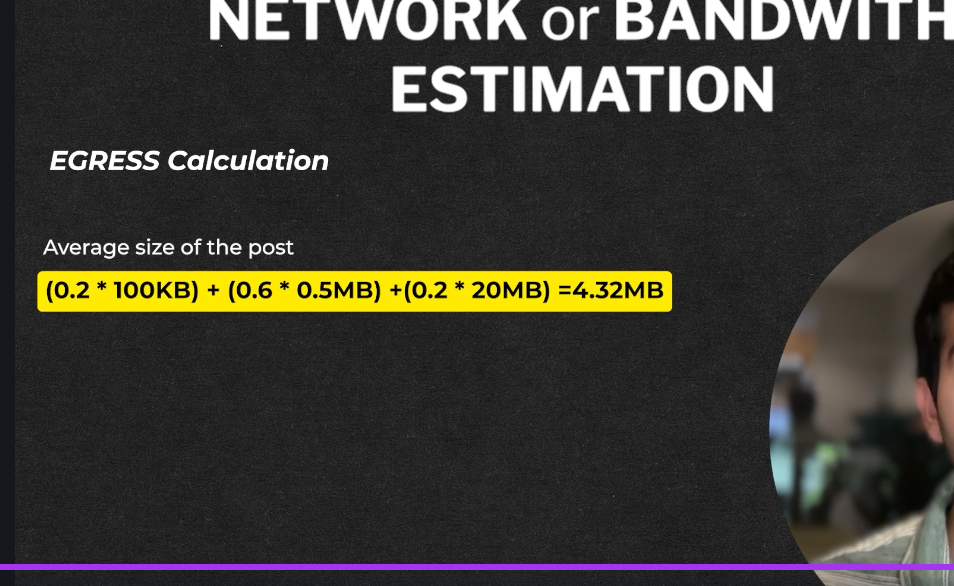 NETWORK or BANDWITH
ESTIMATION
EGRESS Calculation
Average size of the post
(0.2 * 100KB) + (0.6 * 0.5MB) +(0.2 * 20MB) =4.32MB